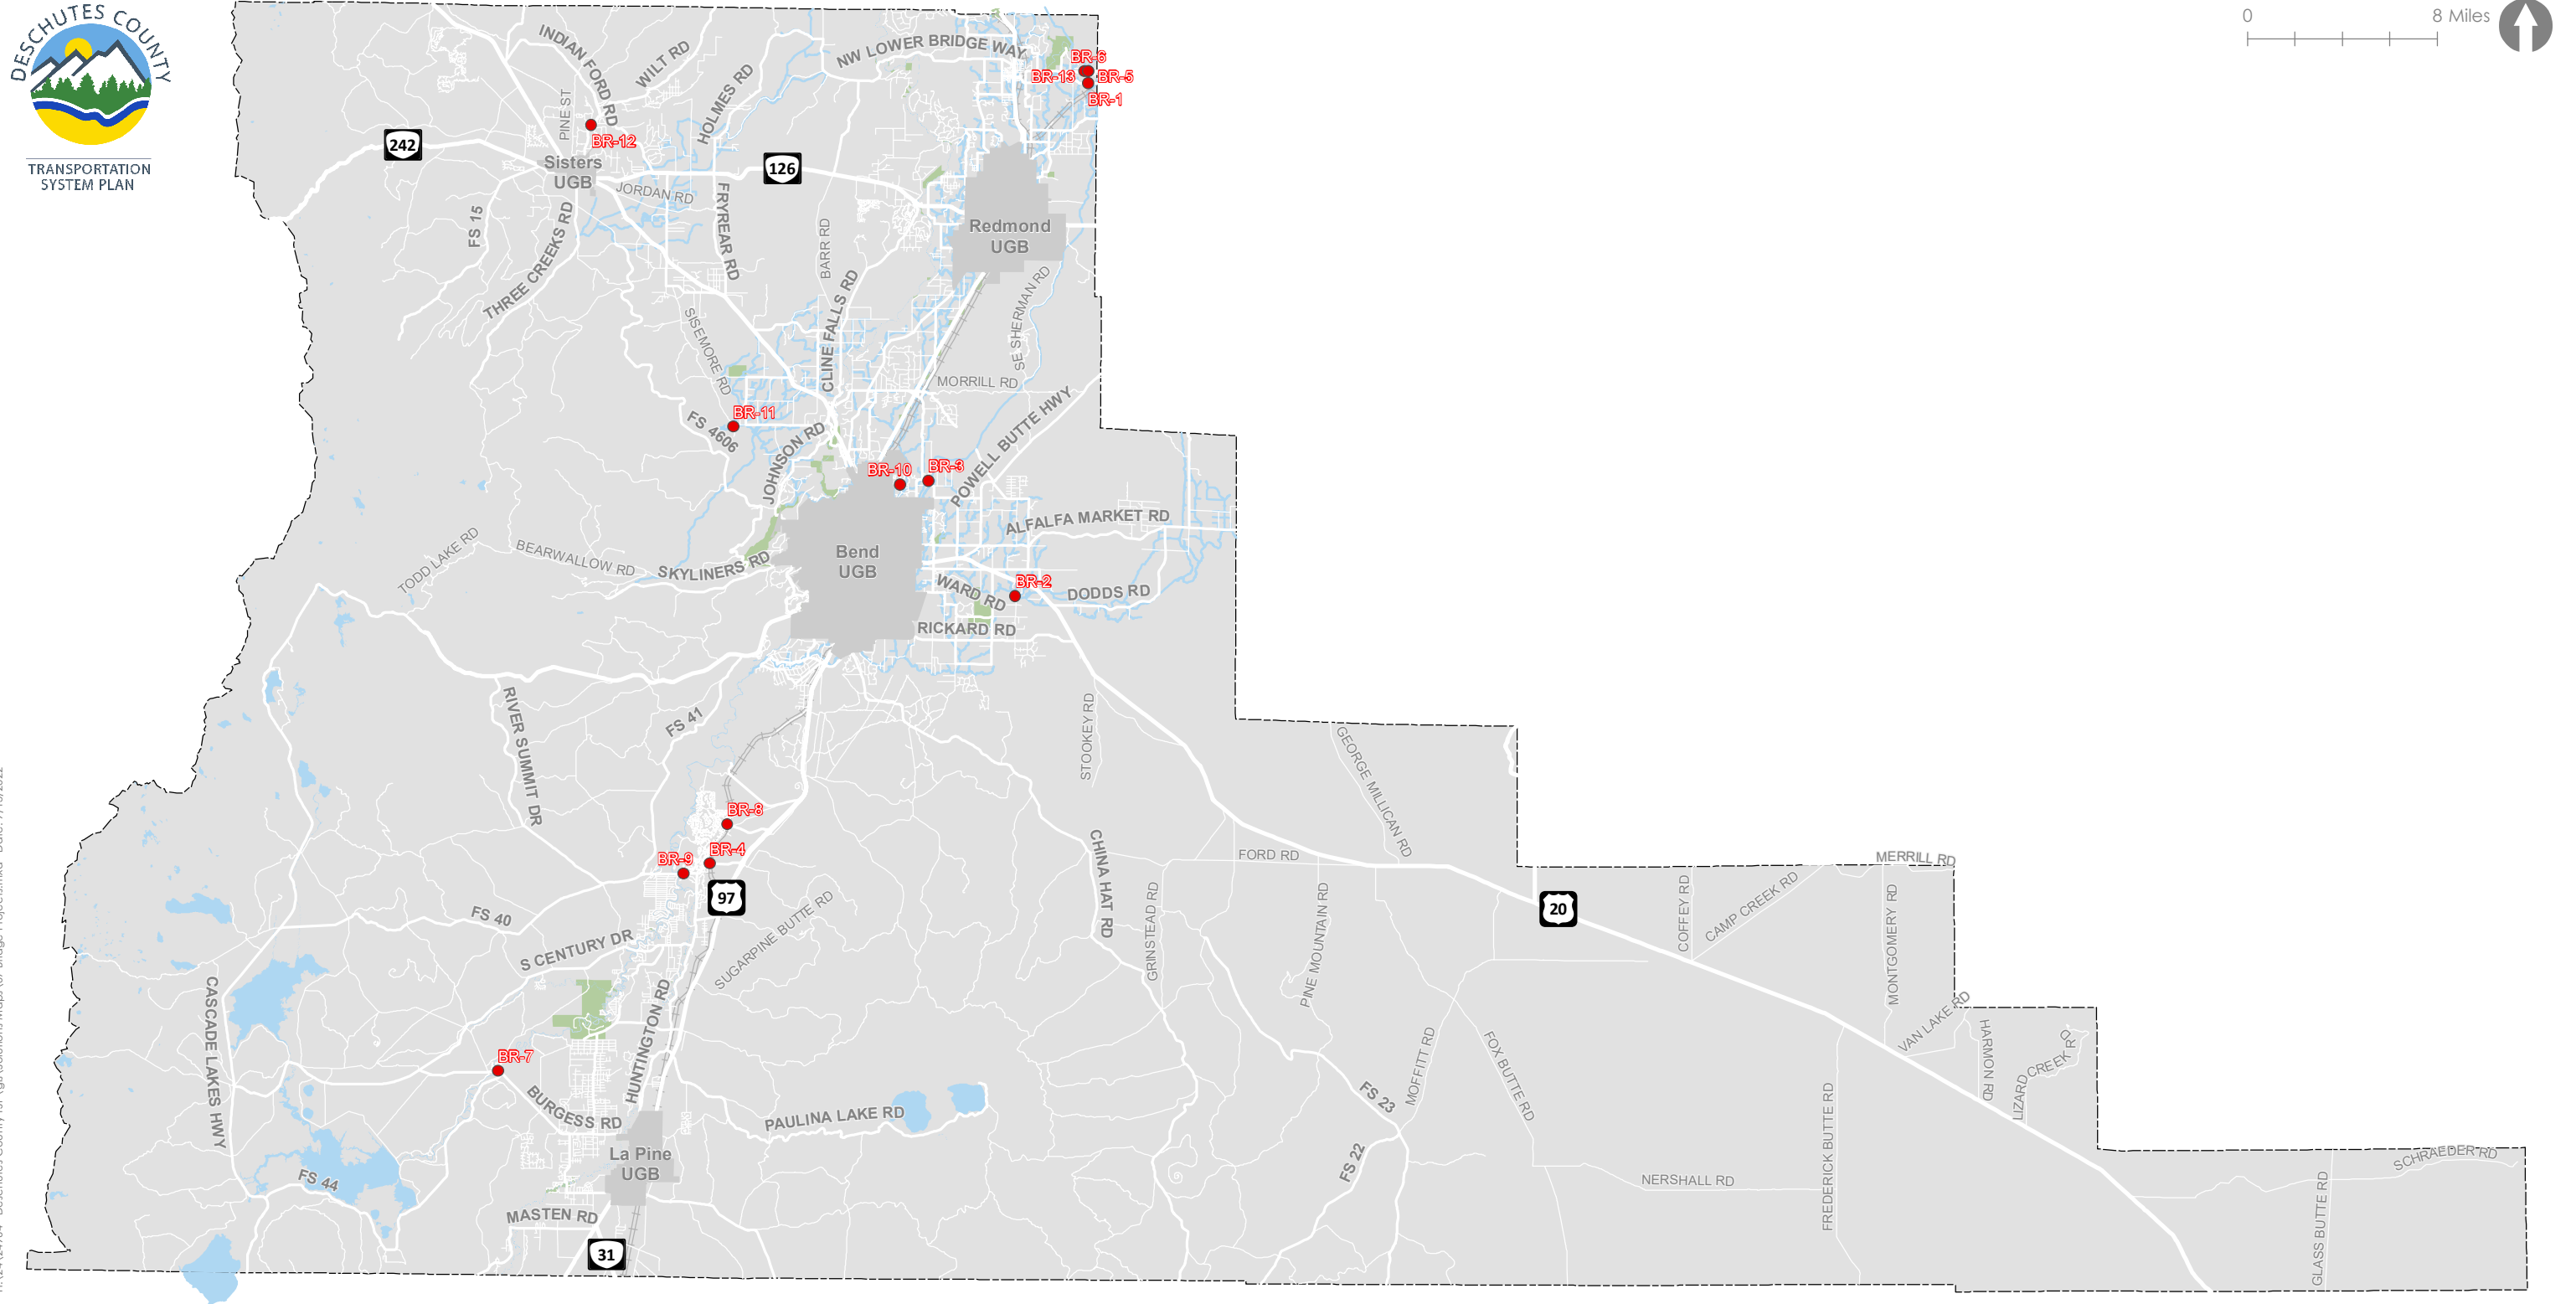 DESCHUTES COUNTY
TRANSPORTATION
SYSTEM PLAN
0 8 Miles
INDIAN FORD RD
WILT RD
NW LOWER BRIDGE WAY
HOLMES RD
PINE ST
BR-6
BR-13
BR-5
BR-1
242
BR-12
Sisters
UGB
126
JORDAN RD
FRYREAR RD
FS 15
THREE CREEKS RD
BARR RD
Redmond
UGB
CLINE FALLS RD
SE SHERMAN RD
SISEMORE RD
MORRILL RD
POWELL BUTTE HWY
BR-11
FS 4606
JOHNSON RD
BR-10
BR-3
ALFALFA MARKET RD
TODD LAKE RD
BEARWALLOW RD
SKYLINERS RD
Bend
UGB
WARD RD
BR-2
DODDS RD
RICKARD RD
RIVER SUMMIT DR
FS 41
STOOKEY RD
GEORGE MILLICAN RD
BR-8
BR-4
BR-9
97
CHINA HAT RD
FORD RD
MERRILL RD
FS 40
S CENTURY DR
SUGARPINE BUTTE RD
GRINSTEAD RD
PINE MOUNTAIN RD
20
COFFEY RD
CAMP CREEK RD
MONTGOMERY RD
CASCADE LAKES HWY
HUNTINGTON RD
VAN LAKE RD
HARMON RD
LIZARD CREEK RD
BR-7
BURGESS RD
PAULINA LAKE RD
FS 23
MOFFITT RD
FOX BUTTE RD
FREDERICK BUTTE RD
La Pine
UGB
FS 44
FS 22
NERSHALL RD
SCHRAEDER RD
GLASS BUTTE RD
MASTEN RD
31